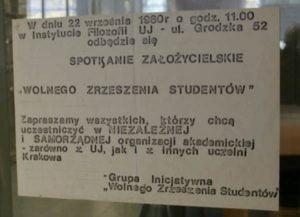 W dniu 22 września 1980r o godz. 11.00
w Instytucie Filozofii UJ - ul. Grodzka 52
odbędzie się
SPOTKANIE ZAŁOŻYCIELSKIE
„WOLNEGO ZRZESZENIA STUDENTÓW”
Zapraszamy wszystkich, którzy chcą
uczestniczyć w NIEZALEŻNEJ
i SAMORZĄDNEJ organizacji akademickiej
- zarówno z UJ, jak i z innych uczelni
Krakowa
-Grupa Inicjatywna
„Wolnego Zrzeszenia Studentów”